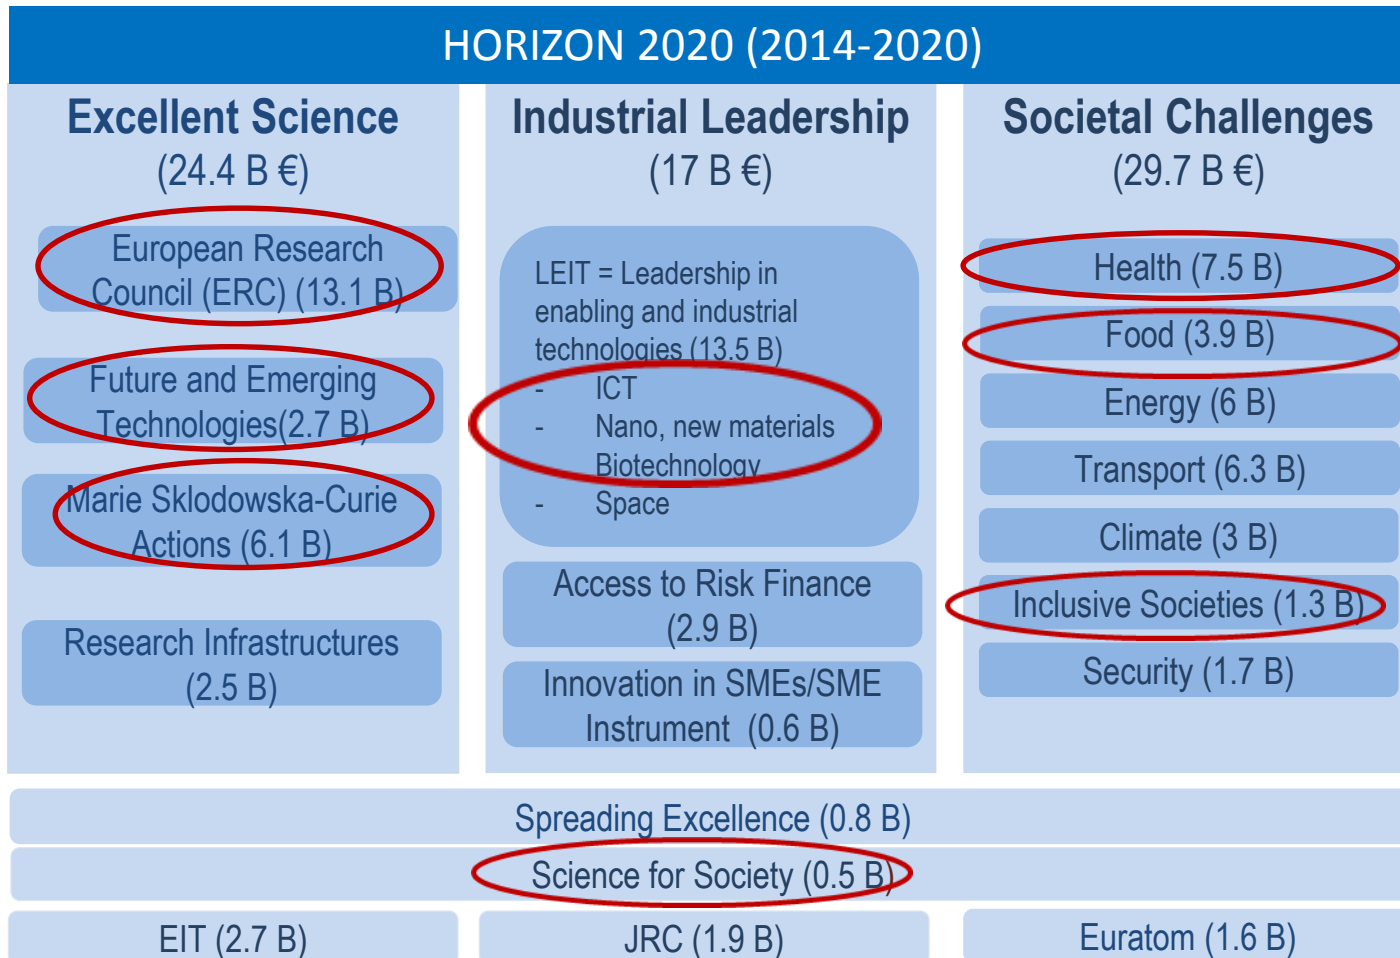 HORIZON 2020 (2014-2020)
Excellent Science
(24.4 B €)
European Research
Council (ERC) (13.1 B)
Future and Emerging
Technologies(2.7 B)
Marie Sklodowska-Curie
Actions (6.1 B)
Research Infrastructures
(2.5 B)
Industrial Leadership
(17 B €)
LEIT = Leadership in
enabling and industrial
technologies (13.5 B)
- ICT
- Nano, new materials
Biotechnology
- Space
Access to Risk Finance
(2.9 B)
Innovation in SMEs/SME
Instrument (0.6 B)
Societal Challenges
(29.7 B €)
Health (7.5 B)
Food (3.9 B)
Energy (6 B)
Transport (6.3 B)
Climate (3 B)
Inclusive Societies (1.3 B)
Security (1.7 B)
Spreading Excellence (0.8 B)
Science for Society (0.5 B)
EIT (2.7 B)
JRC (1.9 B)
Euratom (1.6 B)